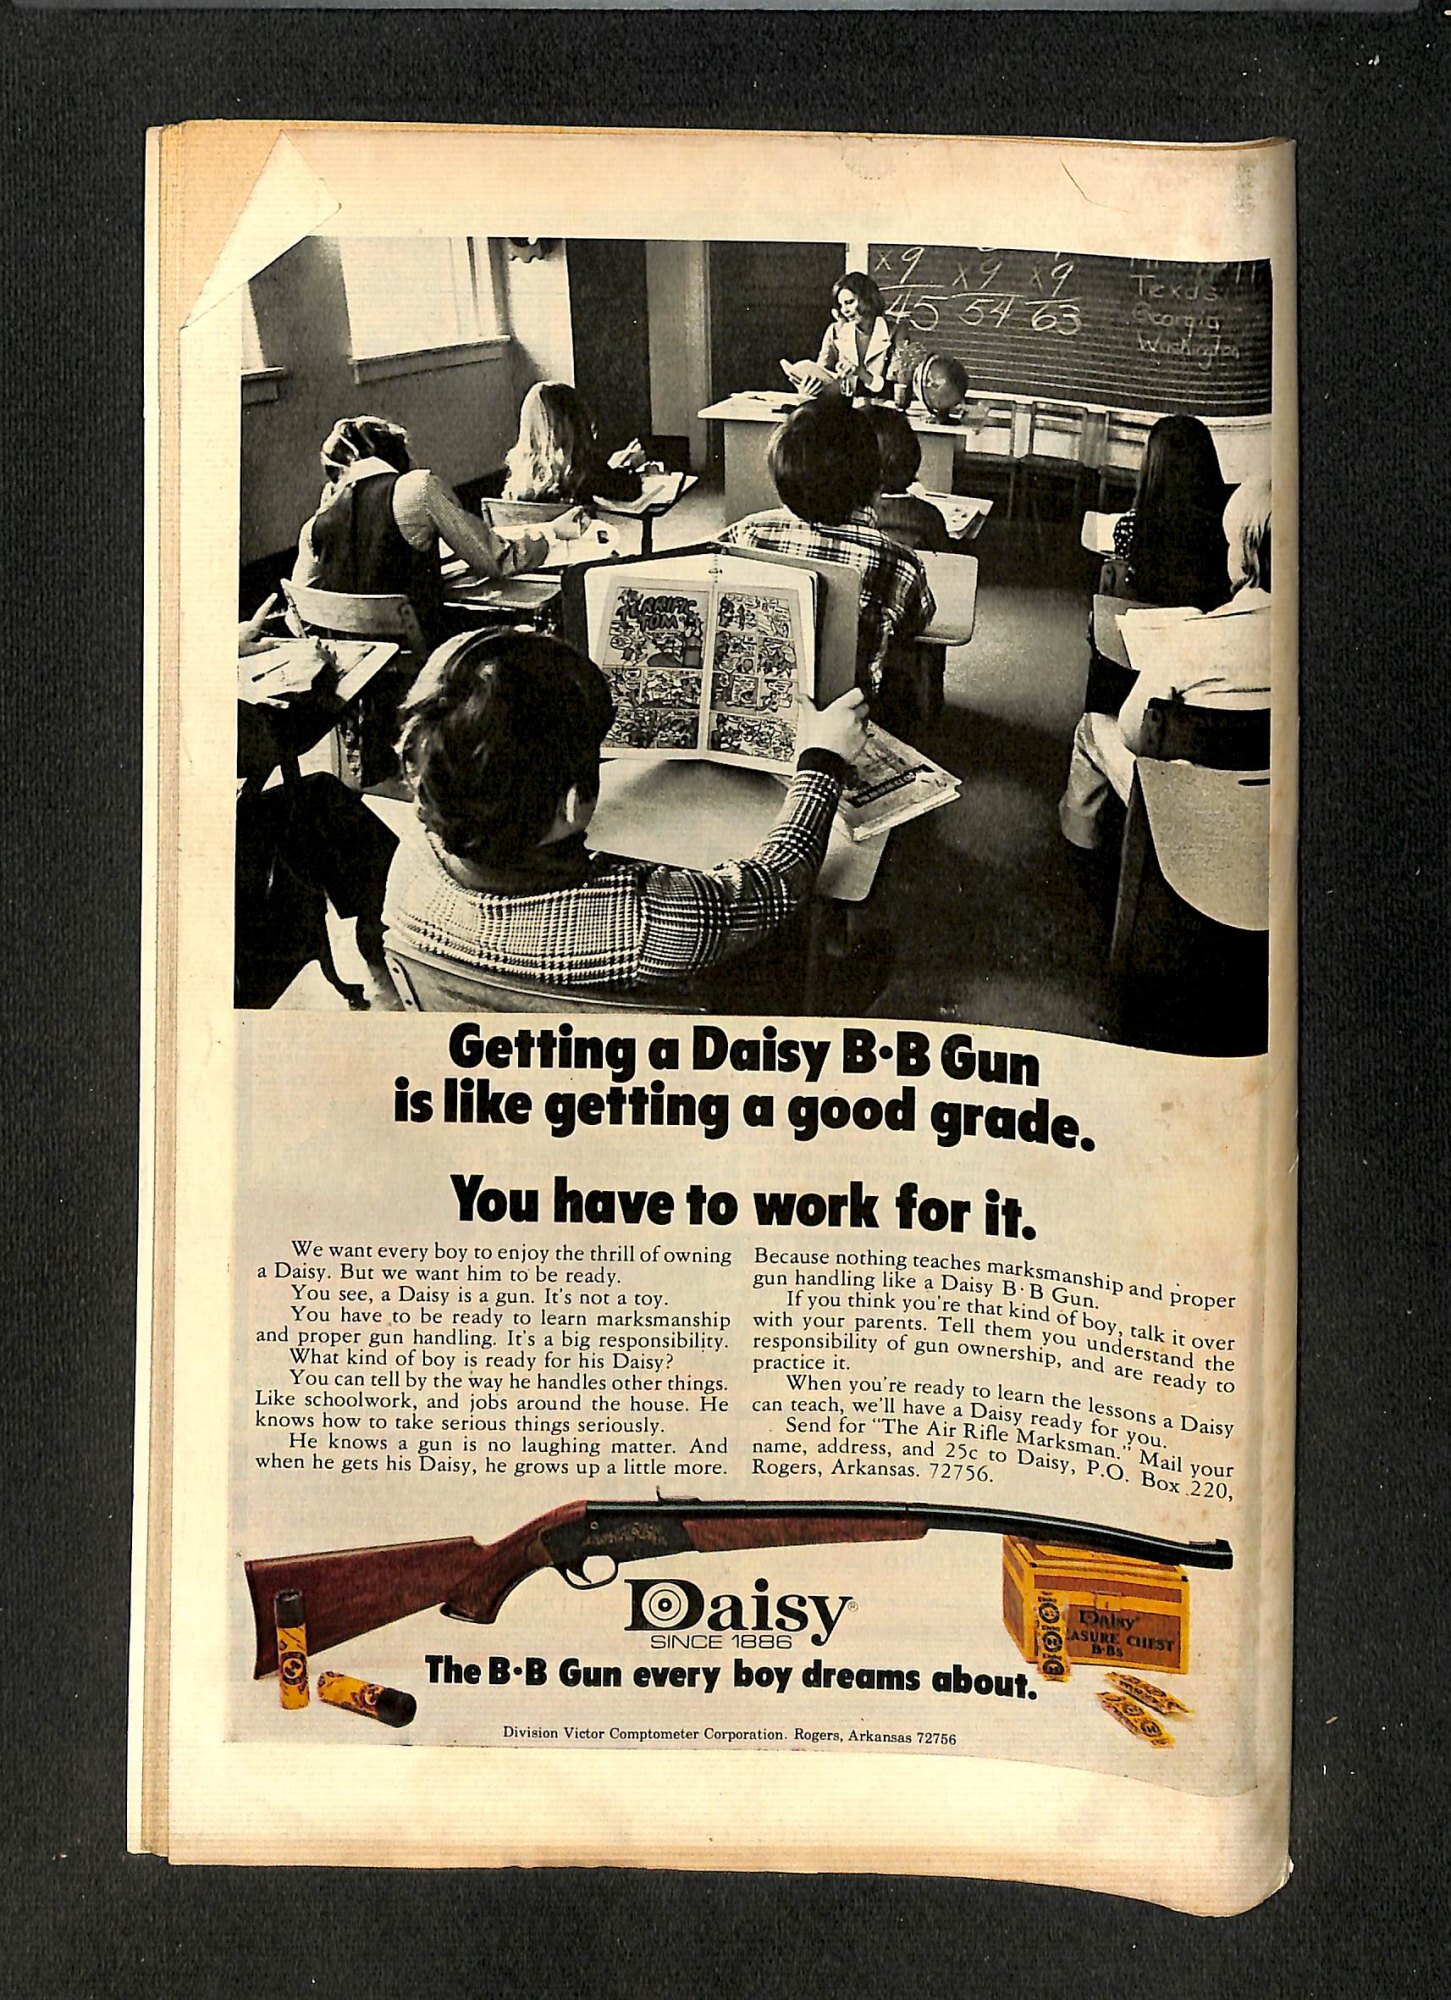 x9 x9 x9
45 54 63
Texas
Georgia
Washington
TERRIFIC
TOM
Getting a Daisy B·B Gun
is like getting a good grade.
You have to work for it.
We want every boy to enjoy the thrill of owning
a Daisy. But we want him to be ready.
You see, a Daisy is a gun. It's not a toy.
You have to be ready to learn marksmanship
and proper gun handling. It's a big responsibility.
What kind of boy is ready for his Daisy?
You can tell by the way he handles other things.
Like schoolwork, and jobs around the house. He
knows how to take serious things seriously.
He knows a gun is no laughing matter. And
when he gets his Daisy, he grows up a little more.
Because nothing teaches marksmanship and proper
gun handling like a Daisy B·B Gun.
If you think you're that kind of boy, talk it over
with your parents. Tell them you understand the
responsibility of gun ownership, and are ready to
practice it.
When you're ready to learn the lessons a Daisy
can teach, we'll have a Daisy ready for you.
Send for "The Air Rifle Marksman." Mail your
name, address, and 25c to Daisy, P.O. Box 220,
Rogers, Arkansas. 72756.
Daisy®
SINCE 1886
Daisy
ASURE CHEST
B·Bs
The B·B Gun every boy dreams about.
Division Victor Comptometer Corporation. Rogers, Arkansas 72756